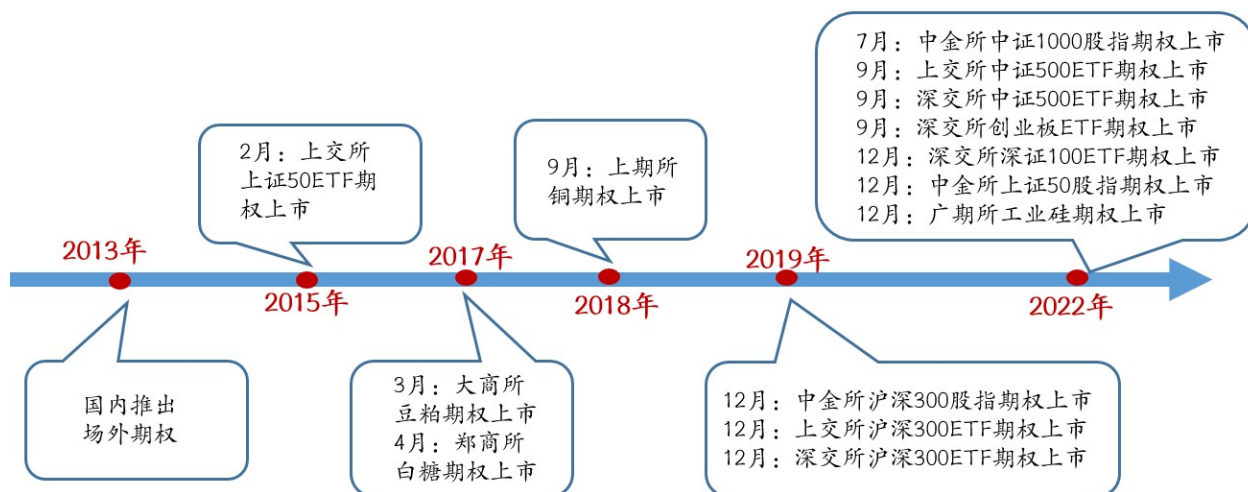 7月：中金所中证1000股指期权上市
9月：上交所中证500ETF期权上市
9月：深交所中证500ETF期权上市
9月：深交所创业板ETF期权上市
12月：深交所深证100ETF期权上市
12月：中金所上证50股指期权上市
12月：广期所工业硅期权上市
2月：上交所
上证50ETF期
权上市
9月：上期所
铜期权上市
2013年
2015年
2017年
2018年
2019年
2022年
国内推出
场外期权
3月：大商所
豆粕期权上市
4月：郑商所
白糖期权上市
12月：中金所沪深300股指期权上市
12月：上交所沪深300ETF期权上市
12月：深交所沪深300ETF期权上市